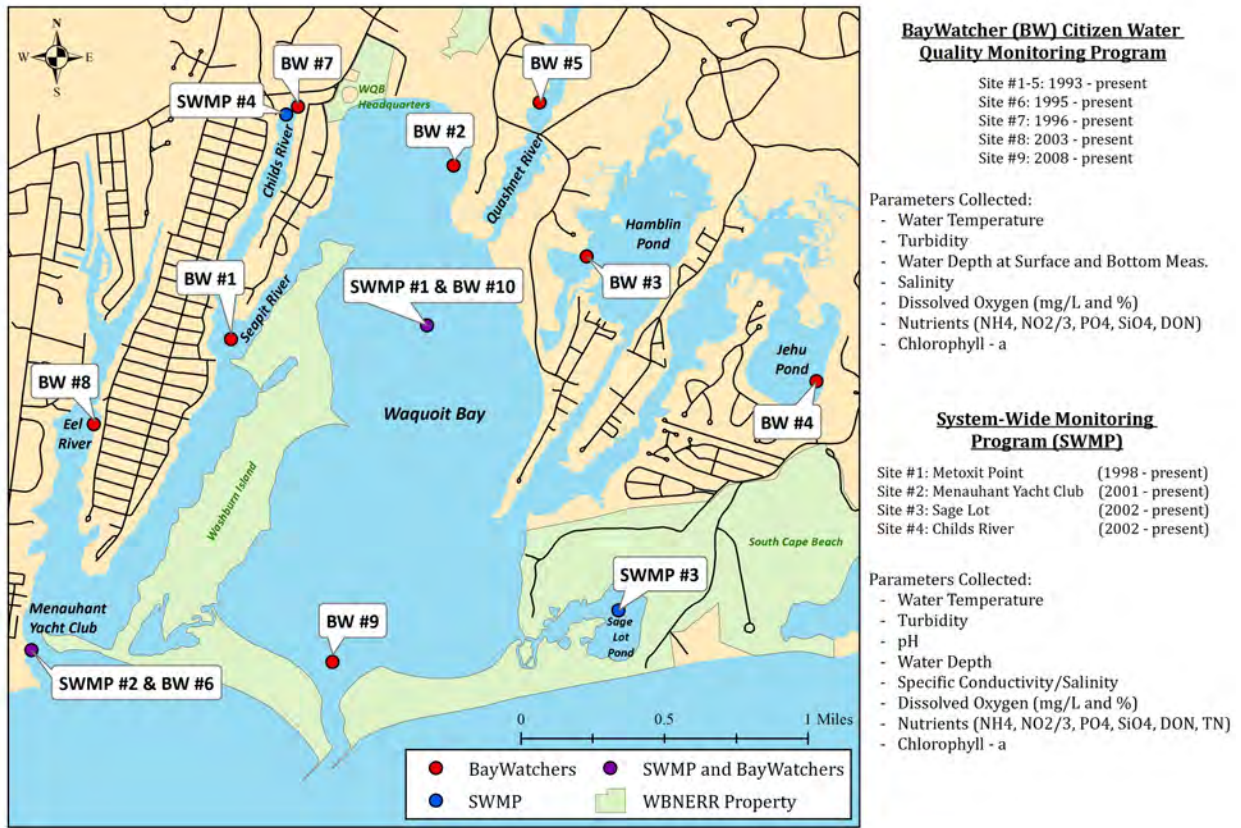 N
W
E
S
BW #7
SWMP #4
WQB
Headquarters
BW #5
BW #2
Childs River
Quashnet River
Hamblin
Pond
BW #3
BW #1
Seapit River
SWMP #1 & BW #10
Jehu
Pond
BW #4
BW #8
Eel
River
Waquoit Bay
Washburn Island
South Cape Beach
SWMP #3
Sage
Lot
Pond
Menauhant
Yacht Club
BW #9
SWMP #2 & BW #6
0 0.5 1 Miles
BayWatchers
SWMP and BayWatchers
SWMP
WBNERR Property
BayWatcher (BW) Citizen Water
Quality Monitoring Program
Site #1-5: 1993 - present
Site #6: 1995 - present
Site #7: 1996 - present
Site #8: 2003 - present
Site #9: 2008 - present
Parameters Collected:
- Water Temperature
- Turbidity
- Water Depth at Surface and Bottom Meas.
- Salinity
- Dissolved Oxygen (mg/L and %)
- Nutrients (NH4, NO2/3, PO4, SiO4, DON)
- Chlorophyll - a
System-Wide Monitoring
Program (SWMP)
Site #1: Metoxit Point (1998 - present)
Site #2: Menauhant Yacht Club (2001 - present)
Site #3: Sage Lot (2002 - present)
Site #4: Childs River (2002 - present)
Parameters Collected:
- Water Temperature
- Turbidity
- pH
- Water Depth
- Specific Conductivity/Salinity
- Dissolved Oxygen (mg/L and %)
- Nutrients (NH4, NO2/3, PO4, SiO4, DON, TN)
- Chlorophyll - a